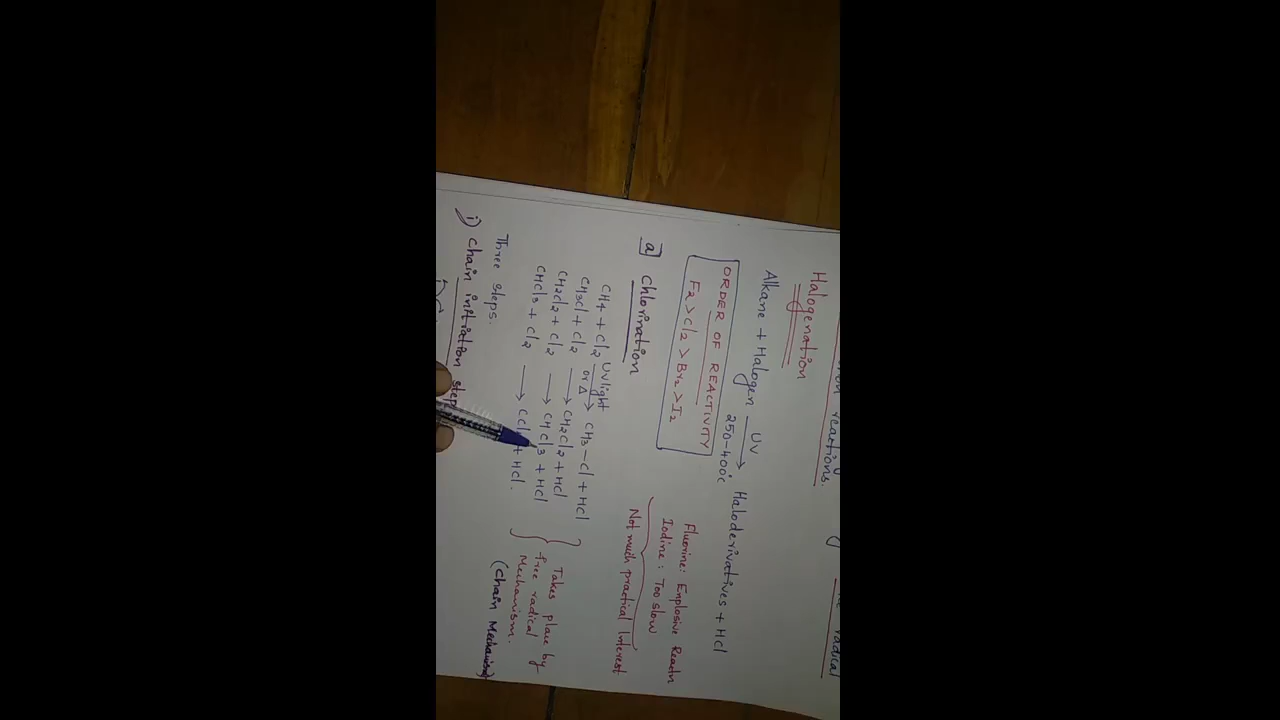 reactions.
radical
Halogenation
Alkane + Halogen UV → 250-400°C Haloderivatives + HCl
ORDER OF REACTIVITY
F2 > Cl2 > Br2 > I2
Fluorine: Explosive Reactn
Iodine: Too slow
Not much practical Interest
a) Chlorination
CH4 + Cl2 UV light → or Δ CH3-Cl + HCl
CH3Cl + Cl2 → CH2Cl2 + HCl
CH2Cl2 + Cl2 → CHCl3 + HCl
CHCl3 + Cl2 → + HCl.
Takes place by
free radical
Mechanism.
(Chain Mechanism)
Three steps.
i) Chain initiation step